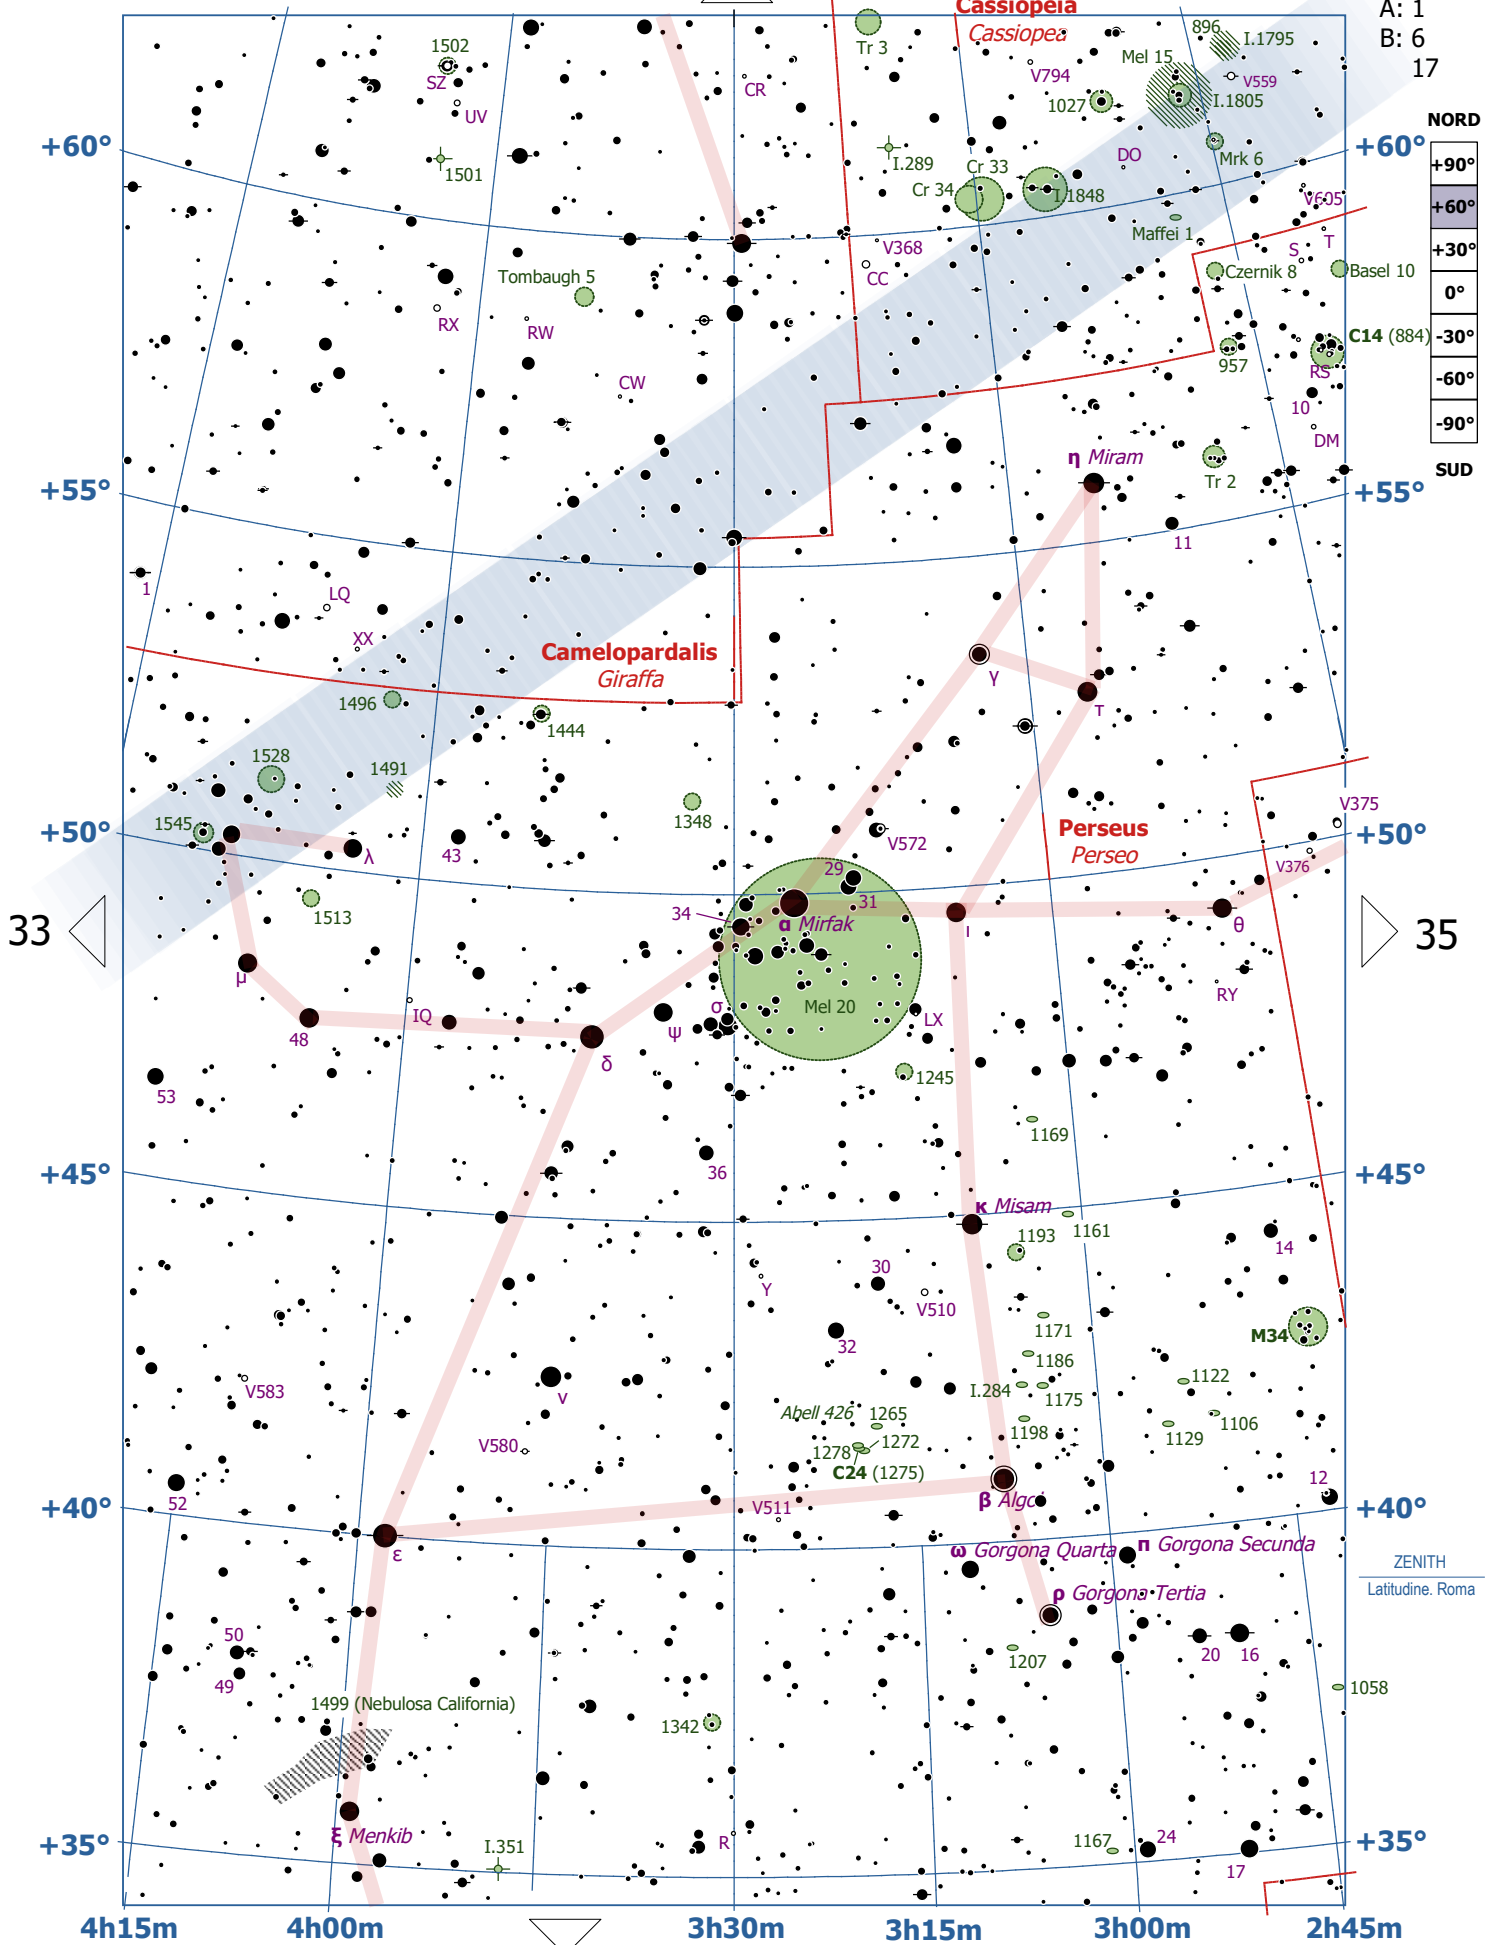 Cassiopeia
Cassiopea
A: 1
B: 6
17
1502
SZ
UV
1501
CR
Tr 3
V794
1027
Mel 15
896
I.1795
V559
I.1805
Mrk 6
NORD
+90°
+60°
+30°
0°
-30°
-60°
-90°
SUD
+60°
+60°
I.289
Cr 33
Cr 34
DO
I.1848
Maffei 1
V605
T
S
V368
CC
Tombaugh 5
RX
RW
CW
Czernik 8
Basel 10
C14 (884)
957
RS
10
DM
η Miram
Tr 2
+55°
+55°
11
1
LQ
XX
Camelopardalis
Giraffa
γ
τ
1496
1444
1528
1491
1545
1348
V375
+50°
+50°
λ
43
V572
Perseus
Perseo
V376
29
31
34
α Mirfak
ι
θ
1513
33
35
μ
48
IQ
δ
ψ
σ
Mel 20
LX
RY
53
1245
1169
+45°
+45°
36
κ Misam
1161
1193
14
30
Y
V510
32
1171
M34
1186
I.284
1175
1122
V583
ν
Abell 426
1265
1198
1106
1129
V580
1278
1272
C24 (1275)
52
12
β Algol
V511
+40°
+40°
ε
ω Gorgona Quarta
π Gorgona Secunda
ZENITH
Latitudine. Roma
ρ Gorgona Tertia
50
49
20
16
1207
1058
1499 (Nebulosa California)
1342
ξ Menkib
I.351
R
1167
24
17
+35°
+35°
4h15m
4h00m
3h30m
3h15m
3h00m
2h45m